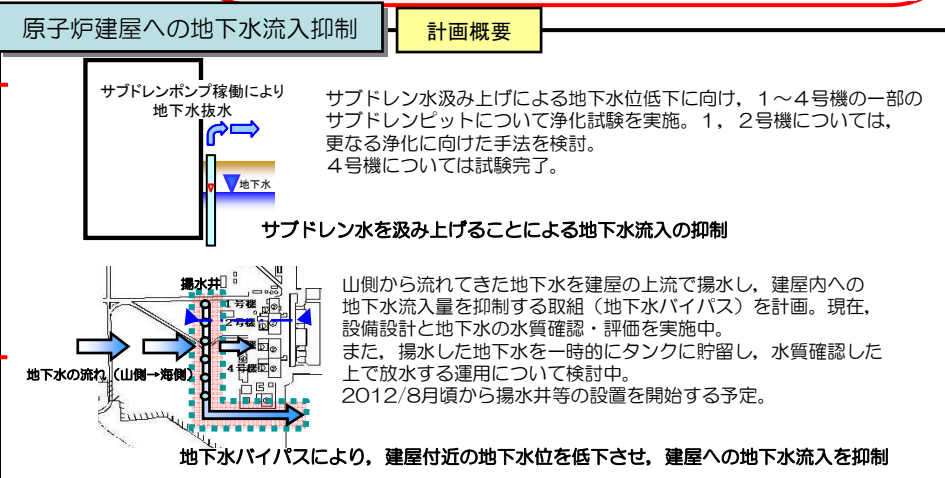 原子炉建屋への地下水流入抑制
計画概要
サブドレンポンプ稼働により
地下水抜水
地下水
サブドレン水汲み上げによる地下水位低下に向け，１～４号機の一部の
サブドレンピットについて浄化試験を実施。１，２号機については，
更なる浄化に向けた手法を検討。
４号機については試験完了。
サブドレン水を汲み上げることによる地下水流入の抑制
揚水井
１号機
２号機
４号機
地下水の流れ（山側→海側）
山側から流れてきた地下水を建屋の上流で揚水し，建屋内への
地下水流入量を抑制する取組（地下水バイパス）を計画。現在，
設備設計と地下水の水質確認・評価を実施中。
また，揚水した地下水を一時的にタンクに貯留し，水質確認した
上で放水する運用について検討中。
2012/8月頃から揚水井等の設置を開始する予定。
地下水バイパスにより，建屋付近の地下水位を低下させ，建屋への地下水流入を抑制